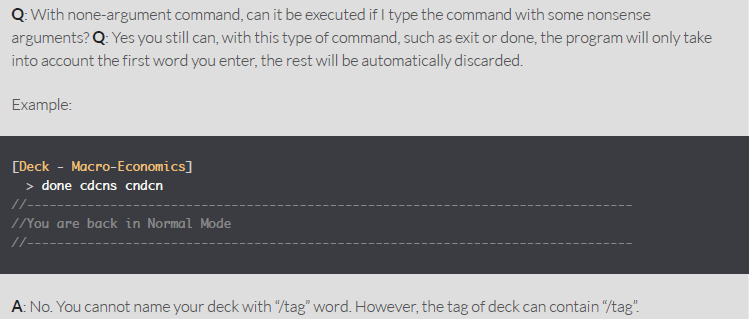 Q: With none-argument command, can it be executed if I type the command with some nonsense
arguments? Q: Yes you still can, with this type of command, such as exit or done, the program will only take
into account the first word you enter, the rest will be automatically discarded.
Example:
[Deck - Macro-Economics]
> done cdcns cndcn
//--------------------------------------------------------------------------------
//You are back in Normal Mode
//--------------------------------------------------------------------------------
A: No. You cannot name your deck with “/tag” word. However, the tag of deck can contain “/tag”.